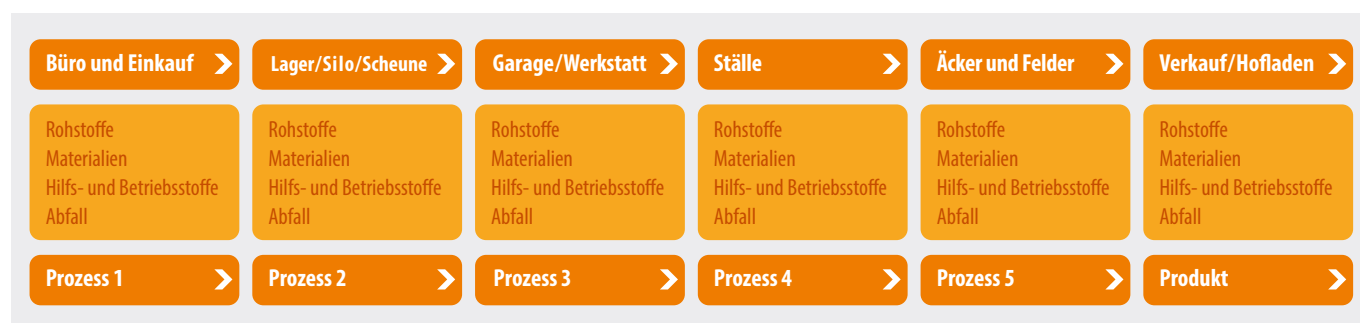 Büro und Einkauf
Lager/Silo/Scheune
Garage/Werkstatt
Ställe
Äcker und Felder
Verkauf/Hofladen
Rohstoffe
Materialien
Hilfs- und Betriebsstoffe
Abfall
Rohstoffe
Materialien
Hilfs- und Betriebsstoffe
Abfall
Rohstoffe
Materialien
Hilfs- und Betriebsstoffe
Abfall
Rohstoffe
Materialien
Hilfs- und Betriebsstoffe
Abfall
Rohstoffe
Materialien
Hilfs- und Betriebsstoffe
Abfall
Rohstoffe
Materialien
Hilfs- und Betriebsstoffe
Abfall
Prozess 1
Prozess 2
Prozess 3
Prozess 4
Prozess 5
Produkt